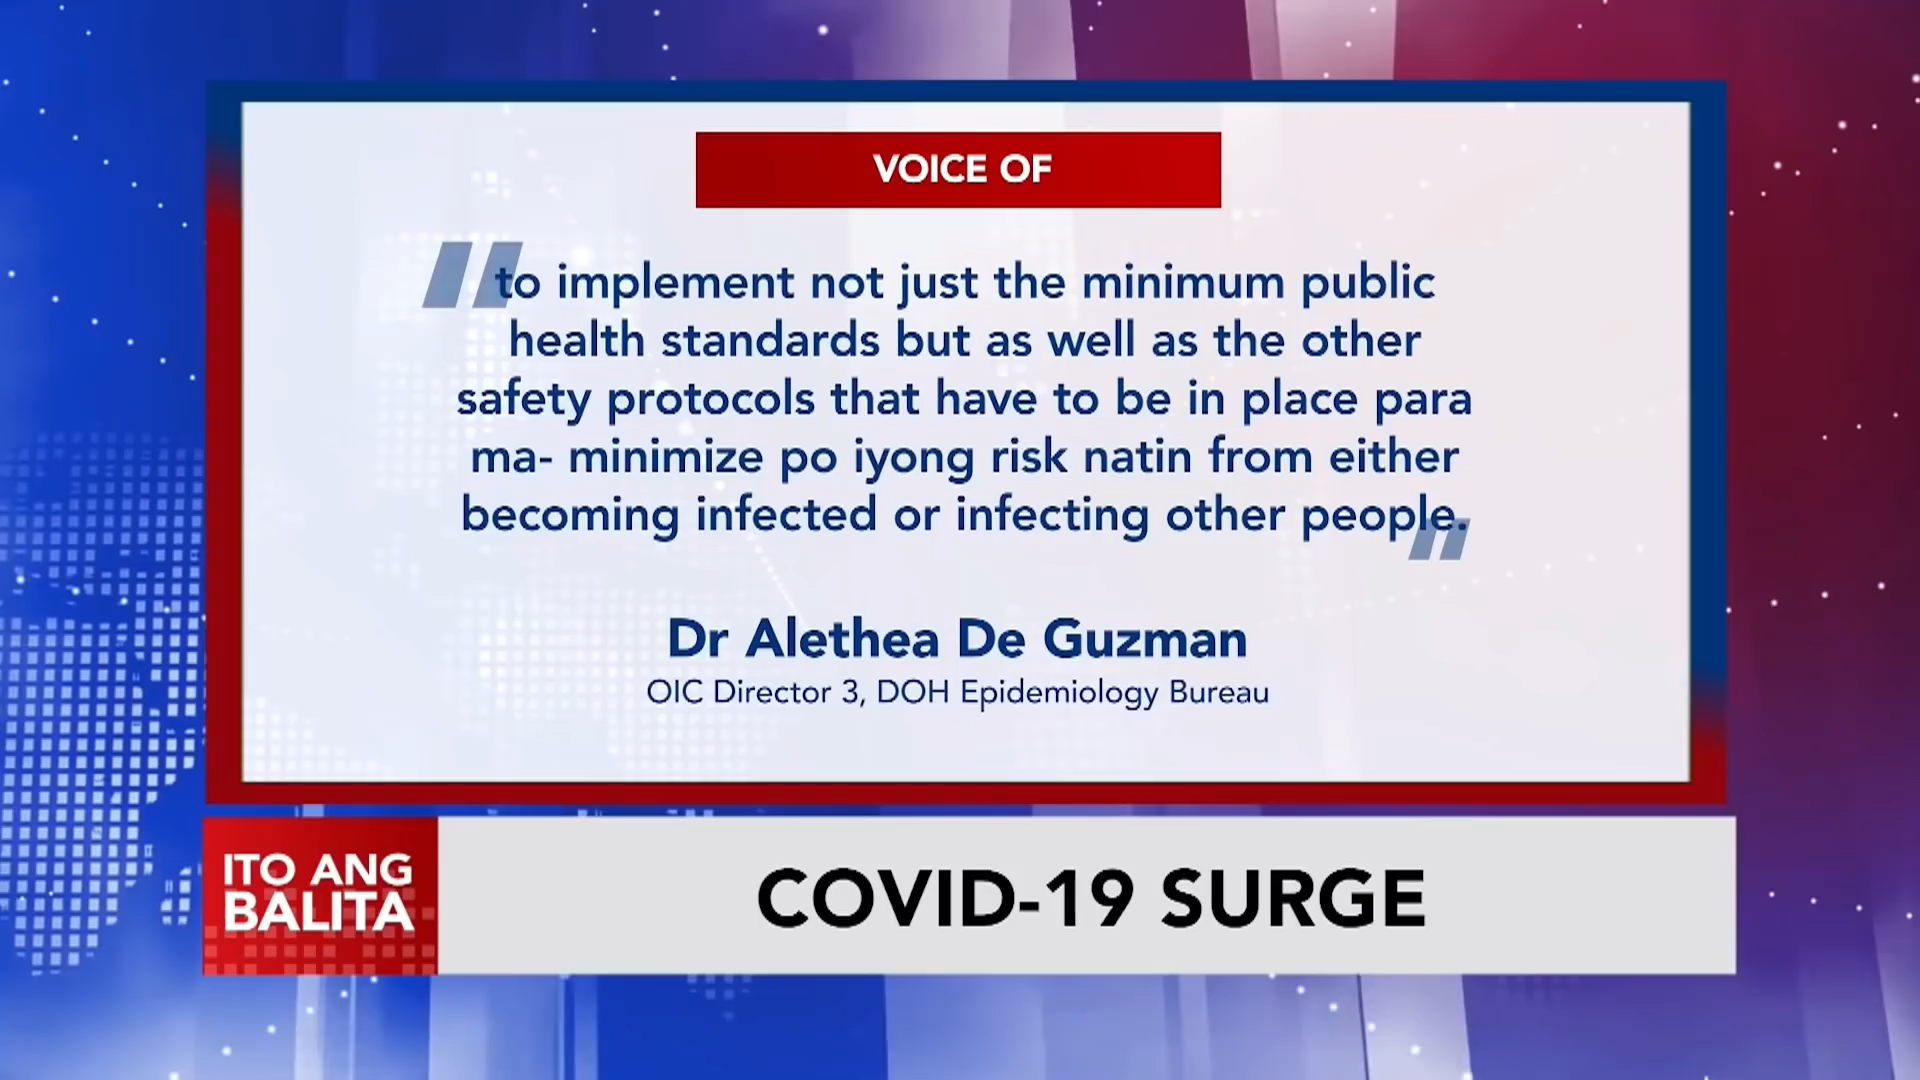 VOICE OF
"to implement not just the minimum public
health standards but as well as the other
safety protocols that have to be in place para
ma- minimize po iyong risk natin from either
becoming infected or infecting other people."
Dr Alethea De Guzman
OIC Director 3, DOH Epidemiology Bureau
ITO ANG
BALITA
COVID-19 SURGE